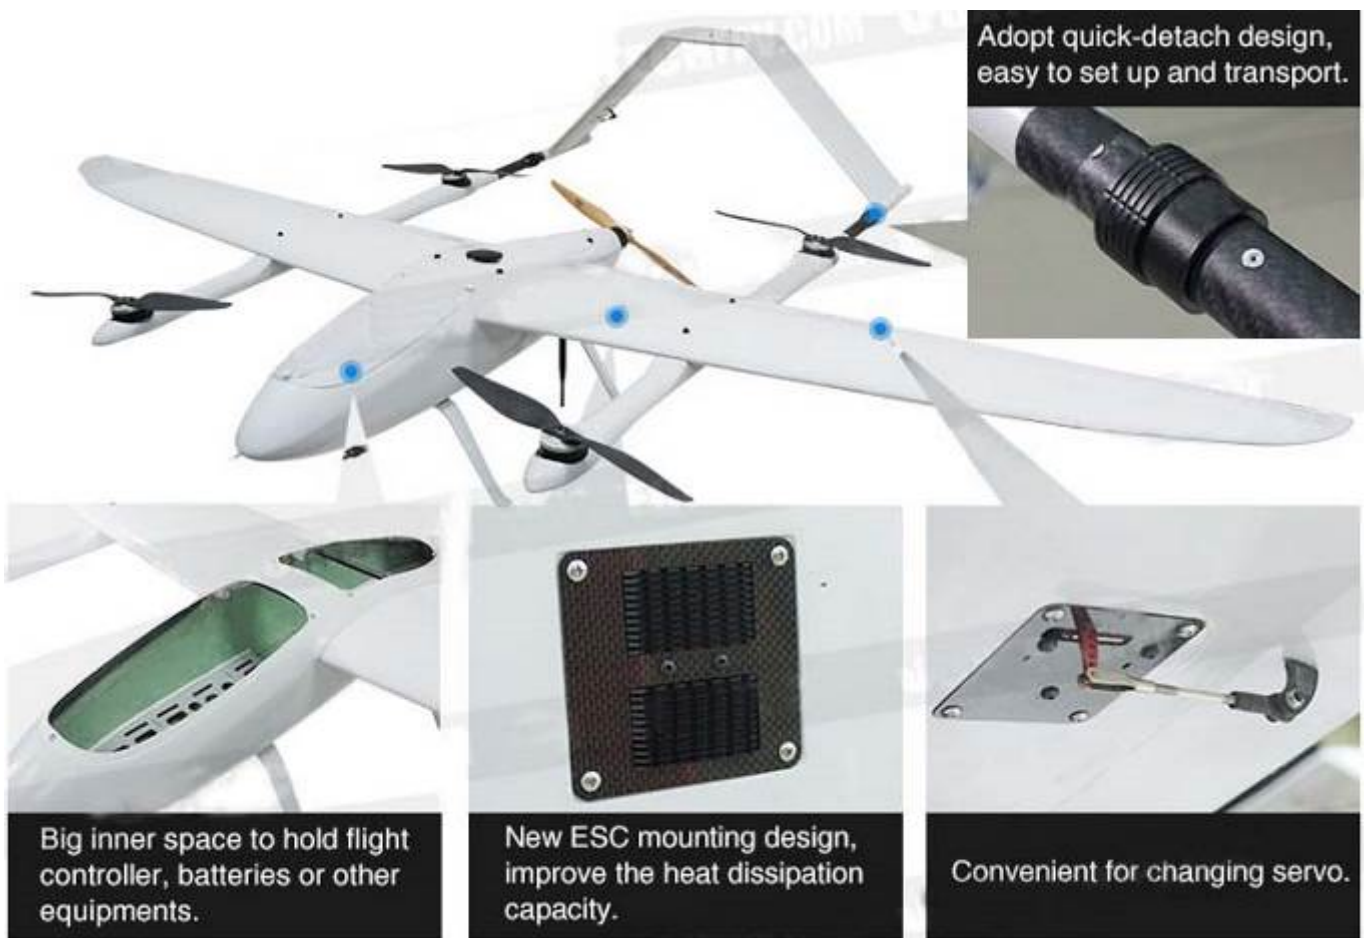 Adopt quick-detach design,
easy to set up and transport.
Big inner space to hold flight
controller, batteries or other
equipments.
New ESC mounting design,
improve the heat dissipation
capacity.
Convenient for changing servo.